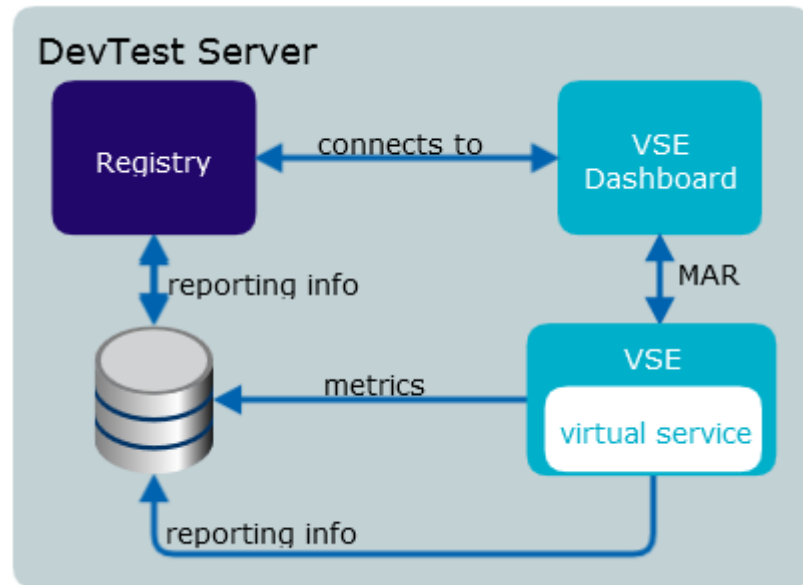 DevTest Server
Registry
connects to
VSE
Dashboard
reporting info
MAR
metrics
VSE
virtual service
reporting info